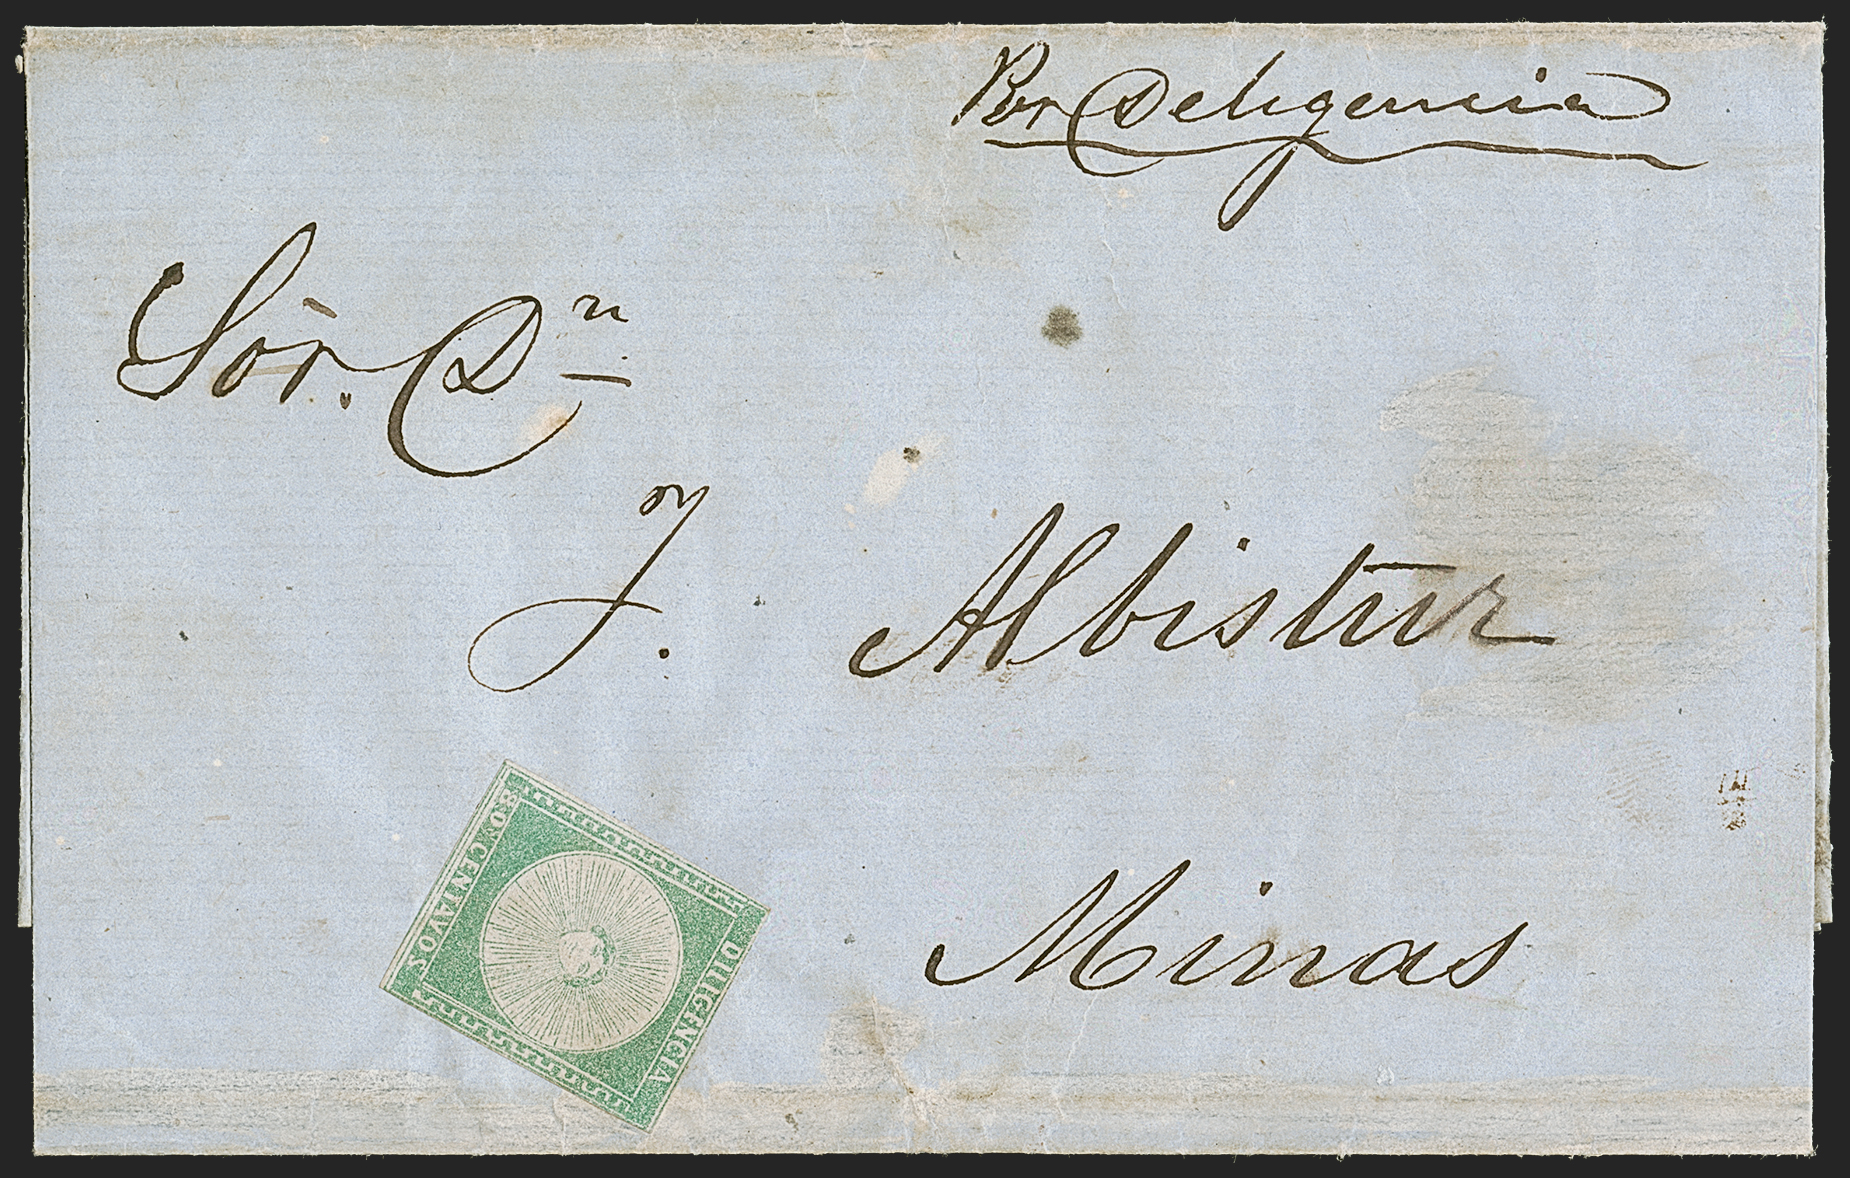 Por Deligencia
Sor. Dn
J. Albistur
Minas
DILIGENCIA
80 CENTAVOS